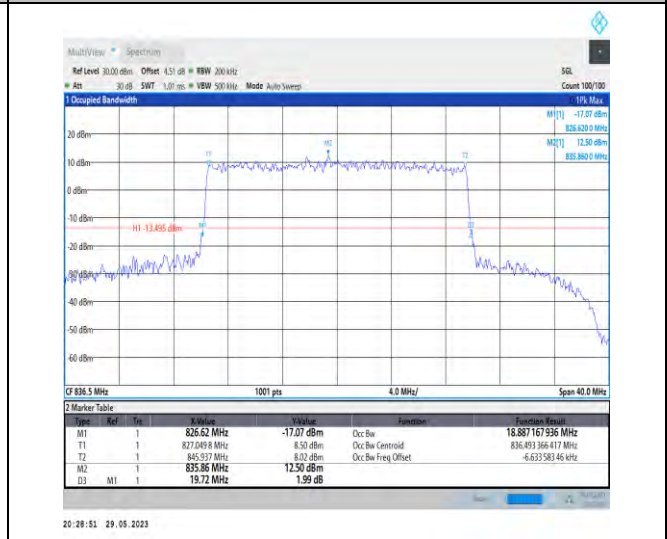 MultiView Spectrum
Ref Level 30.00 dBm Offset 4.51 dB RBW 200 kHz SGL
Att 30 dB SWT 1.01 ms VBW 500 kHz Mode Auto Sweep Count 100/100
1 Occupied Bandwidth 1Pk Max
M1[1] -17.07 dBm
826.620 0 MHz
M2[1] 12.50 dBm
835.860 0 MHz
20 dBm
T1 M2 T2
10 dBm
0 dBm
-10 dBm
H1 -13.495 dBm M1 D3
-20 dBm
-30 dBm
-40 dBm
-50 dBm
-60 dBm
CF 836.5 MHz 1001 pts 4.0 MHz/ Span 40.0 MHz
2 Marker Table
Type Ref Trc X-Value Y-Value Function Function Result
M1 1 826.62 MHz -17.07 dBm Occ Bw 18.887 167 936 MHz
T1 1 827.049 8 MHz 8.50 dBm Occ Bw Centroid 836.493 366 417 MHz
T2 1 845.937 MHz 8.02 dBm Occ Bw Freq Offset -6.633 583 46 kHz
M2 1 835.86 MHz 12.50 dBm
D3 M1 1 19.72 MHz 1.99 dB
20:28:51 29.05.2023